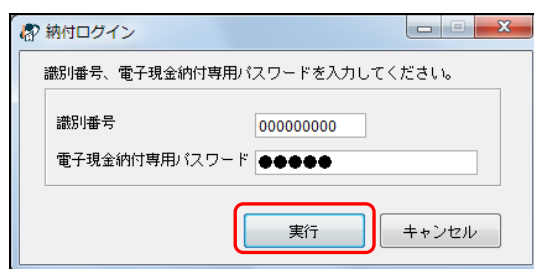 納付ログイン
識別番号、電子現金納付専用パスワードを入力してください。
識別番号 000000000
電子現金納付専用パスワード ●●●●●
実行 キャンセル